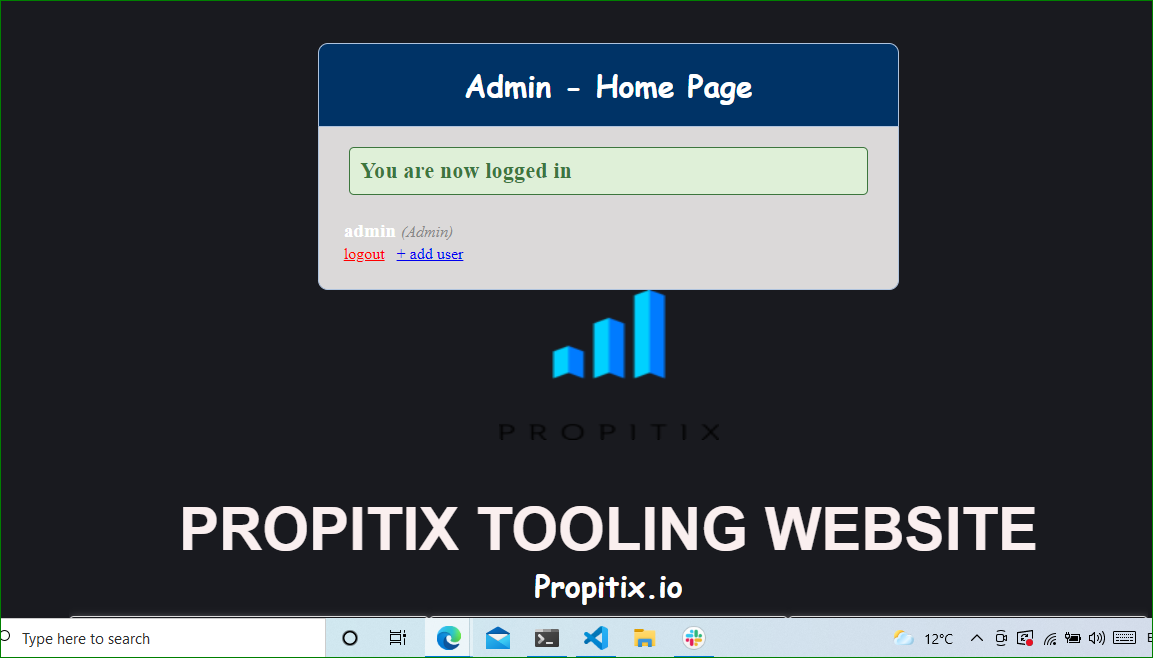 Admin - Home Page
You are now logged in
admin (Admin)
logout + add user
PROPITIX
PROPITIX TOOLING WEBSITE
Propitix.io
Type here to search
12°C